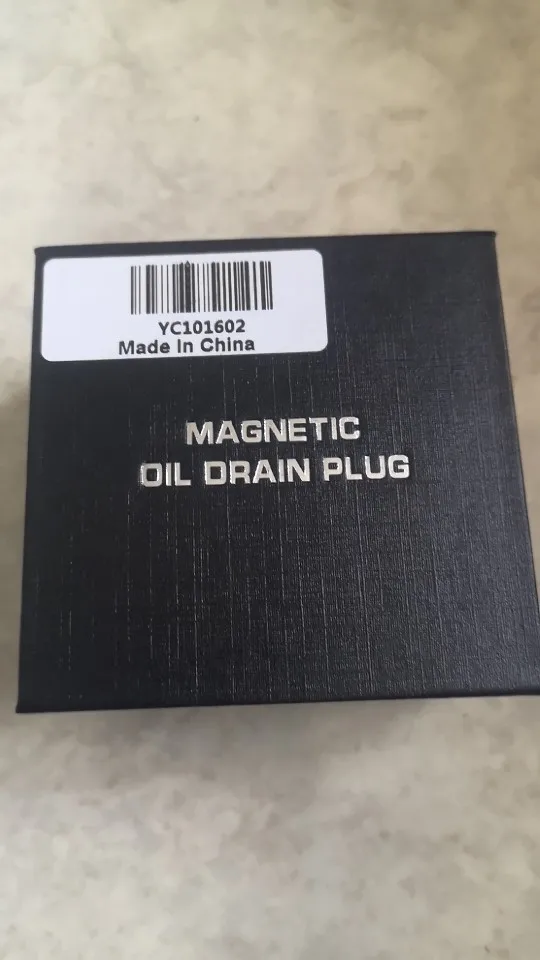 YC101602
Made In China
MAGNETIC
OIL DRAIN PLUG